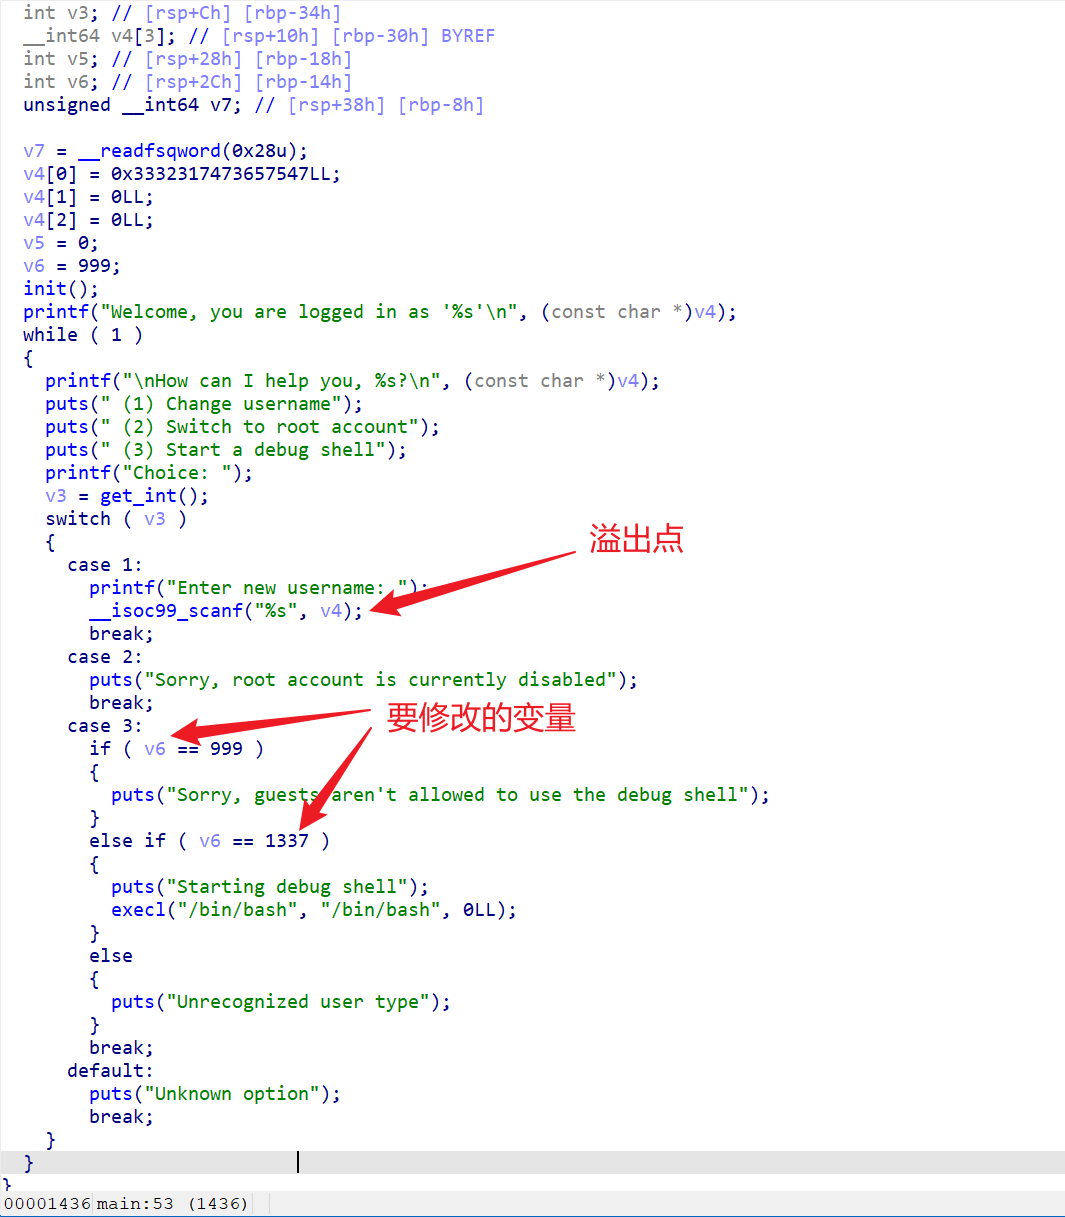 int v3; // [rsp+Ch] [rbp-34h]
__int64 v4[3]; // [rsp+10h] [rbp-30h] BYREF
int v5; // [rsp+28h] [rbp-18h]
int v6; // [rsp+2Ch] [rbp-14h]
unsigned __int64 v7; // [rsp+38h] [rbp-8h]

v7 = __readfsqword(0x28u);
v4[0] = 0x3332317473657547LL;
v4[1] = 0LL;
v4[2] = 0LL;
v5 = 0;
v6 = 999;
init();
printf("Welcome, you are logged in as '%s'\n", (const char *)v4);
while ( 1 )
{
  printf("\nHow can I help you, %s?\n", (const char *)v4);
  puts(" (1) Change username");
  puts(" (2) Switch to root account");
  puts(" (3) Start a debug shell");
  printf("Choice: ");
  v3 = get_int();
  switch ( v3 )
  {
溢出点
    case 1:
      printf("Enter new username: ");
      __isoc99_scanf("%s", v4);
      break;
    case 2:
      puts("Sorry, root account is currently disabled");
      break;
要修改的变量
    case 3:
      if ( v6 == 999 )
      {
        puts("Sorry, guests aren't allowed to use the debug shell");
      }
      else if ( v6 == 1337 )
      {
        puts("Starting debug shell");
        execl("/bin/bash", "/bin/bash", 0LL);
      }
      else
      {
        puts("Unrecognized user type");
      }
      break;
    default:
      puts("Unknown option");
      break;
  }
}
}
00001436 main:53 (1436)